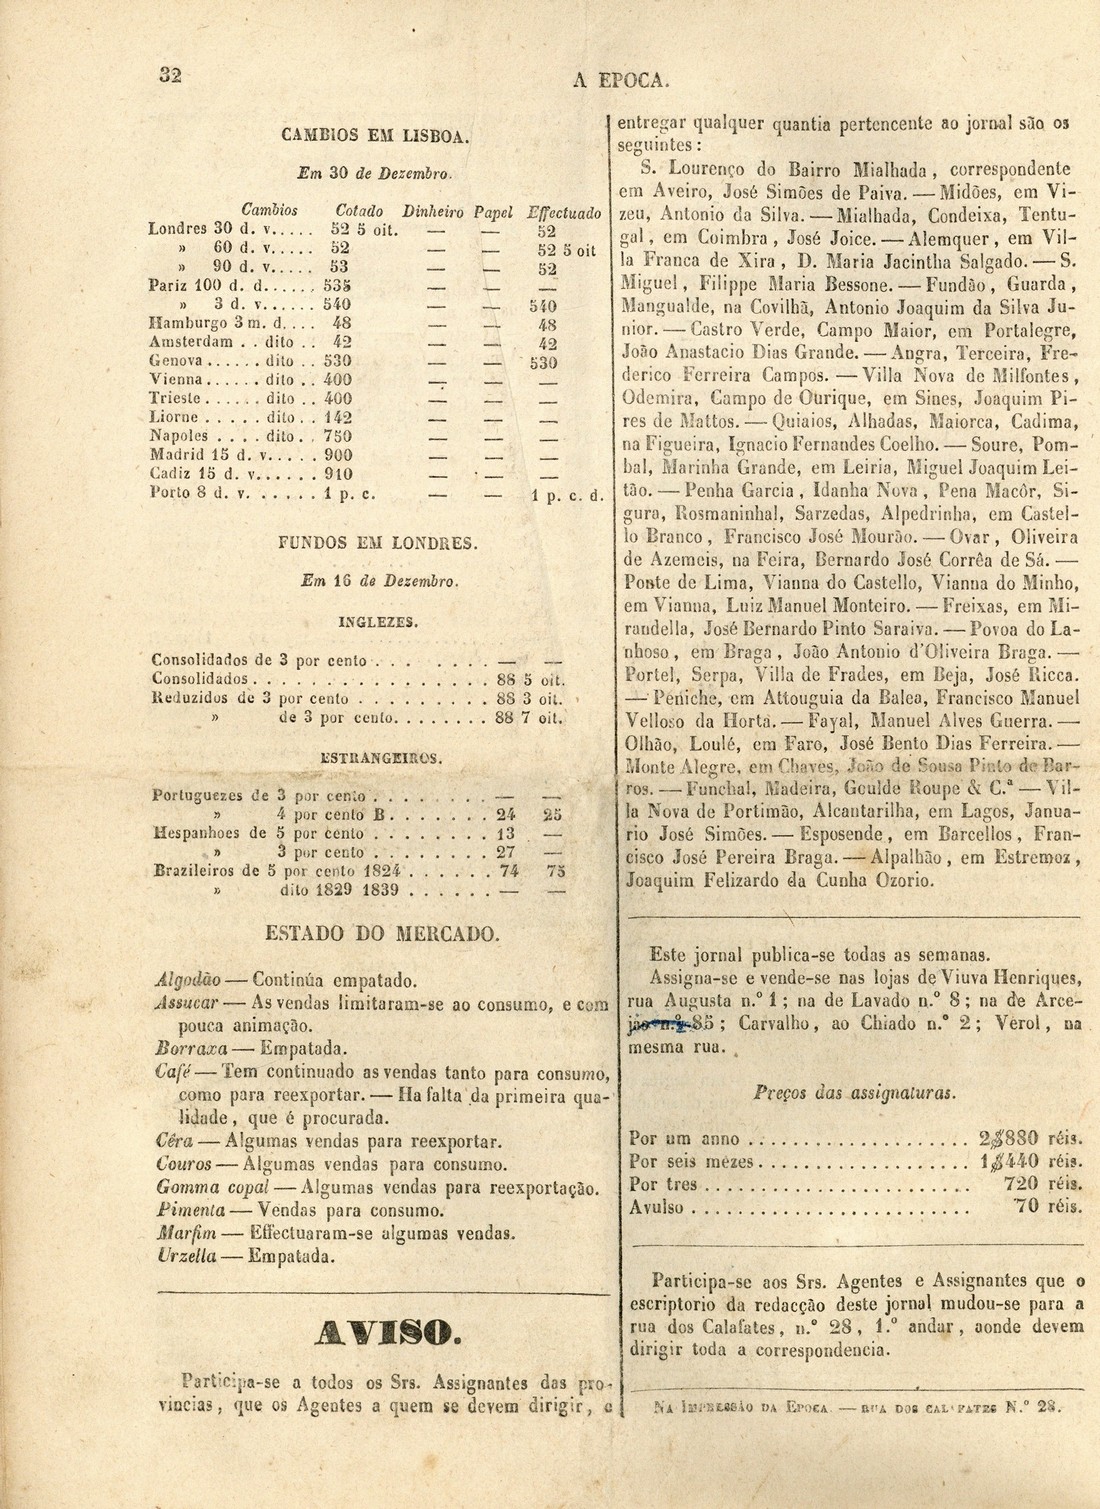 32
A EPOCA.
CAMBIOS EM LISBOA.
Em 30 de Dezembro.
Cambios Cotado Dinheiro Papel Effectuado
Londres 30 d. v..... 52 5 oit. — — 52
» 60 d. v..... 52 — — 52 5 oit
» 90 d. v..... 53 — — 52
Pariz 100 d. d...... 535 — — —
» 3 d. v...... 540 — — 540
Hamburgo 3 m. d.... 48 — — 48
Amsterdam . . dito . . 42 — — 42
Genova ...... dito . . 530 — — 530
Vienna ...... dito . . 400 — — —
Trieste ...... dito . . 400 — — —
Liorne ...... dito . . 142 — — —
Napoles .... dito . . 750 — — —
Madrid 15 d. v..... 900 — — —
Cadiz 15 d. v...... 910 — — —
Porto 8 d. v. ..... 1 p. c. — — 1 p. c. d.
FUNDOS EM LONDRES.
Em 16 de Dezembro.
INGLEZES.
Consolidados de 3 por cento ... .... — —
Consolidados ................. 88 5 oit.
Reduzidos de 3 por cento ......... 88 3 oit.
» de 3 por cento........ 88 7 oit.
ESTRANGEIROS.
Portuguezes de 3 por cento ........ — —
» 4 por cento B ....... 24 25
Hespanhoes de 5 por cento ........ 13 —
» 3 por cento ........ 27 —
Brazileiros de 5 por cento 1824 ...... 74 75
» dito 1829 1839 ...... — —
ESTADO DO MERCADO.
Algodão — Continúa empatado.
Assucar — As vendas limitaram-se ao consumo, e com
pouca animação.
Borraxa — Empatada.
Café — Tem continuado as vendas tanto para consumo,
como para reexportar. — Ha falta da primeira qua-
lidade, que é procurada.
Cêra — Algumas vendas para reexportar.
Couros — Algumas vendas para consumo.
Gomma copal — Algumas vendas para reexportação.
Pimenta — Vendas para consumo.
Marfim — Effectuaram-se algumas vendas.
Urzella — Empatada.
AVISO.
Participa-se a todos os Srs. Assignantes das pro-
vincias, que os Agentes a quem se devem dirigir, e
entregar qualquer quantia pertencente ao jornal são os
seguintes:
S. Lourenço do Bairro Mialhada, correspondente
em Aveiro, José Simões de Paiva. — Midões, em Vi-
zeu, Antonio da Silva. — Mialhada, Condeixa, Tentu-
gal, em Coimbra, José Joice. — Alemquer, em Vil-
la Franca de Xira, D. Maria Jacintha Salgado. — S.
Miguel, Filippe Maria Bessone. — Fundão, Guarda,
Mangualde, na Covilhã, Antonio Joaquim da Silva Ju-
nior. — Castro Verde, Campo Maior, em Portalegre,
João Anastacio Dias Grande. — Angra, Terceira, Fre-
derico Ferreira Campos. — Villa Nova de Milfontes,
Odemira, Campo de Ourique, em Sines, Joaquim Pi-
res de Mattos. — Quiaios, Alhadas, Maiorca, Cadima,
na Figueira, Ignacio Fernandes Coelho. — Soure, Pom-
bal, Marinha Grande, em Leiria, Miguel Joaquim Lei-
tão. — Penha Garcia, Idanha Nova, Pena Macôr, Si-
gura, Rosmaninhal, Sarzedas, Alpedrinha, em Castel-
lo Branco, Francisco José Mourão. — Ovar, Oliveira
de Azemeis, na Feira, Bernardo José Corrêa de Sá. —
Ponte de Lima, Vianna do Castello, Vianna do Minho,
em Vianna, Luiz Manuel Monteiro. — Freixas, em Mi-
randella, José Bernardo Pinto Saraiva. — Povoa do La-
nhoso, em Braga, João Antonio d'Oliveira Braga. —
Portel, Serpa, Villa de Frades, em Beja, José Ricca.
— Peniche, em Attouguia da Balea, Francisco Manuel
Velloso da Horta. — Fayal, Manuel Alves Guerra. —
Olhão, Loulé, em Faro, José Bento Dias Ferreira. —
Monte Alegre, em Chaves, João de Sousa Pinto de Bar-
ros. — Funchal, Madeira, Goulde Roupe & C.ª — Vil-
la Nova de Portimão, Alcantarilha, em Lagos, Janua-
rio José Simões. — Esposende, em Barcellos, Fran-
cisco José Pereira Braga. — Alpalhão, em Estremoz,
Joaquim Felizardo da Cunha Ozorio.
Este jornal publica-se todas as semanas.
Assigna-se e vende-se nas lojas de Viuva Henriques,
rua Augusta n.º 1; na de Lavado n.º 8; na de Arce-
jão n.º 85; Carvalho, ao Chiado n.º 2; Verol, na
mesma rua.
Preços das assignaturas.
Por um anno .................... 2$880 réis.
Por seis mezes................... 1$440 réis.
Por tres ........................ 720 réis.
Avulso ......................... 70 réis.
Participa-se aos Srs. Agentes e Assignantes que o
escriptorio da redacção deste jornal mudou-se para a
rua dos Calafates, n.º 28, 1.º andar, aonde devem
dirigir toda a correspondencia.
NA IMPRESSÃO DA EPOCA. — RUA DOS CALAFATES N.º 28.